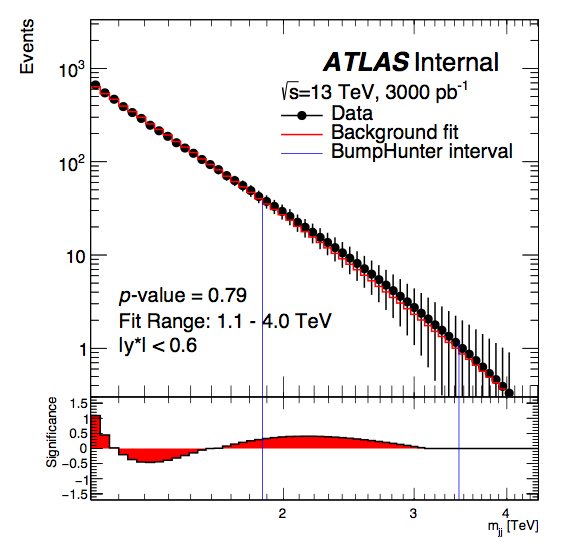 Events
10³
10²
10
1
ATLAS Internal
√s=13 TeV, 3000 pb⁻¹
Data
Background fit
BumpHunter interval
p-value = 0.79
Fit Range: 1.1 - 4.0 TeV
|y*| < 0.6
Significance
1.5
1
0.5
0
−0.5
−1
−1.5
2
3
4
m_jj [TeV]